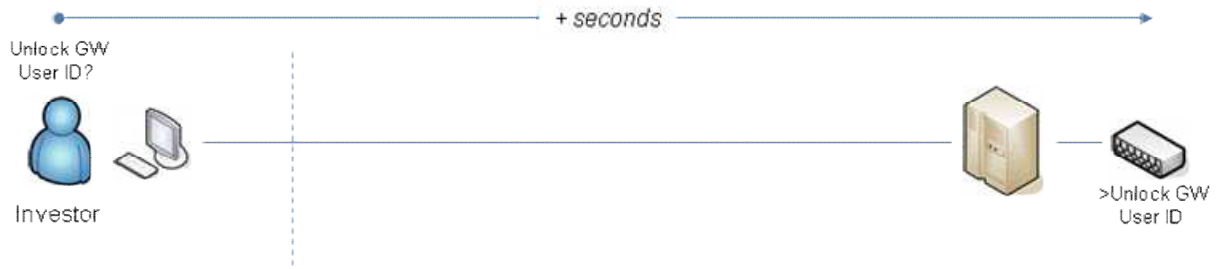 + seconds
Unlock GW
User ID?
Investor
>Unlock GW
User ID